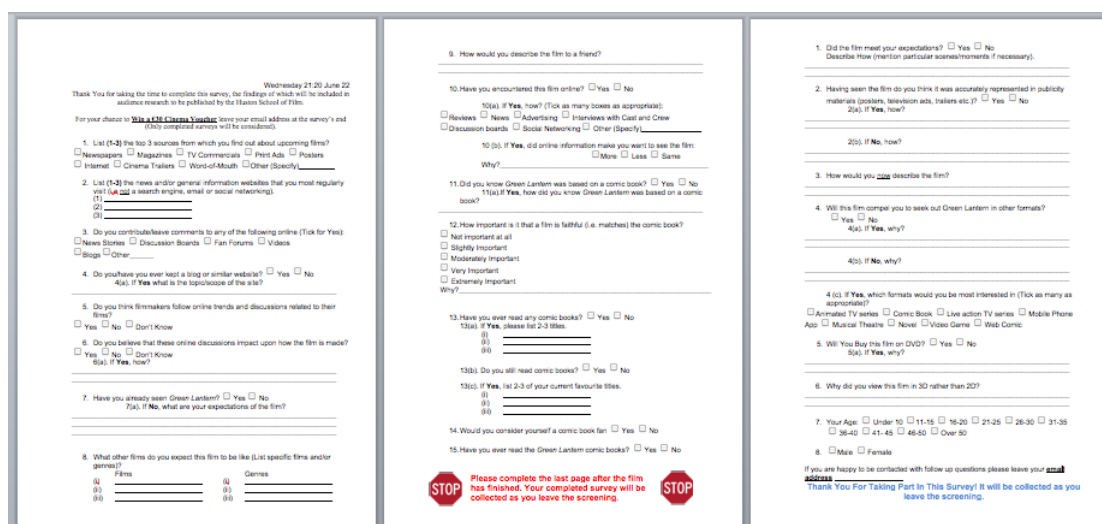 Wednesday 21:20 June 22
Thank You for taking the time to complete this survey, the findings of which will be included in
audience research to be published by the Huston School of Film.
For your chance to Win a €30 Cinema Voucher leave your email address at the survey's end
(Only completed surveys will be considered).
1. List (1-3) the top 3 sources from which you find out about upcoming films?
Newspapers Magazines TV Commercials Print Ads Posters
Internet Cinema Trailers Word-of-Mouth Other (Specify)
2. List (1-3) the news and/or general information websites that you most regularly
visit (i.e. not a search engine, email or social networking).
(1)
(2)
(3)
3. Do you contribute/leave comments to any of the following online (Tick for Yes):
News Stories Discussion Boards Fan Forums Videos
Blogs Other
4. Do you/have you ever kept a blog or similar website? Yes No
4(a). If Yes what is the topic/scope of the site?
5. Do you think filmmakers follow online trends and discussions related to their
films?
Yes No Don't Know
6. Do you believe that these online discussions impact upon how the film is made?
Yes No Don't Know
6(a). If Yes, how?
7. Have you already seen Green Lantern? Yes No
7(a). If No, what are your expectations of the film?
8. What other films do you expect this film to be like (List specific films and/or
genres)?
Films Genres
(i) (i)
(ii) (ii)
(iii) (iii)
9. How would you describe the film to a friend?
10. Have you encountered this film online? Yes No
10(a). If Yes, how? (Tick as many boxes as appropriate):
Reviews News Advertising Interviews with Cast and Crew
Discussion boards Social Networking Other (Specify)
10 (b). If Yes, did online information make you want to see the film:
More Less Same
Why?
11. Did you know Green Lantern was based on a comic book? Yes No
11(a). If Yes, how did you know Green Lantern was based on a comic
book?
12. How important is it that a film is faithful (i.e. matches) the comic book?
Not important at all
Slightly Important
Moderately Important
Very Important
Extremely Important
Why?
13. Have you ever read any comic books? Yes No
13(a). If Yes, please list 2-3 titles.
(i)
(ii)
(iii)
13(b). Do you still read comic books? Yes No
13(c). If Yes, list 2-3 of your current favourite titles.
(i)
(ii)
(iii)
14. Would you consider yourself a comic book fan Yes No
15. Have you ever read the Green Lantern comic books? Yes No
STOP
Please complete the last page after the film
has finished. Your completed survey will be
collected as you leave the screening.
STOP
1. Did the film meet your expectations? Yes No
Describe How (mention particular scenes/moments if necessary).
2. Having seen the film do you think it was accurately represented in publicity
materials (posters, television ads, trailers etc.)? Yes No
2(a). If Yes, how?
2(b). If No, how?
3. How would you now describe the film?
4. Will this film compel you to seek out Green Lantern in other formats?
Yes No
4(a). If Yes, why?
4(b). If No, why?
4 (c). If Yes, which formats would you be most interested in (Tick as many as
appropriate)?
Animated TV series Comic Book Live action TV series Mobile Phone
App Musical Theatre Novel Video Game Web Comic
5. Will You Buy this film on DVD? Yes No
5(a). If Yes, why?
6. Why did you view this film in 3D rather than 2D?
7. Your Age: Under 10 11-15 16-20 21-25 26-30 31-35
36-40 41- 45 46-50 Over 50
8. Male Female
If you are happy to be contacted with follow up questions please leave your email
address
Thank You For Taking Part In This Survey! It will be collected as you
leave the screening.